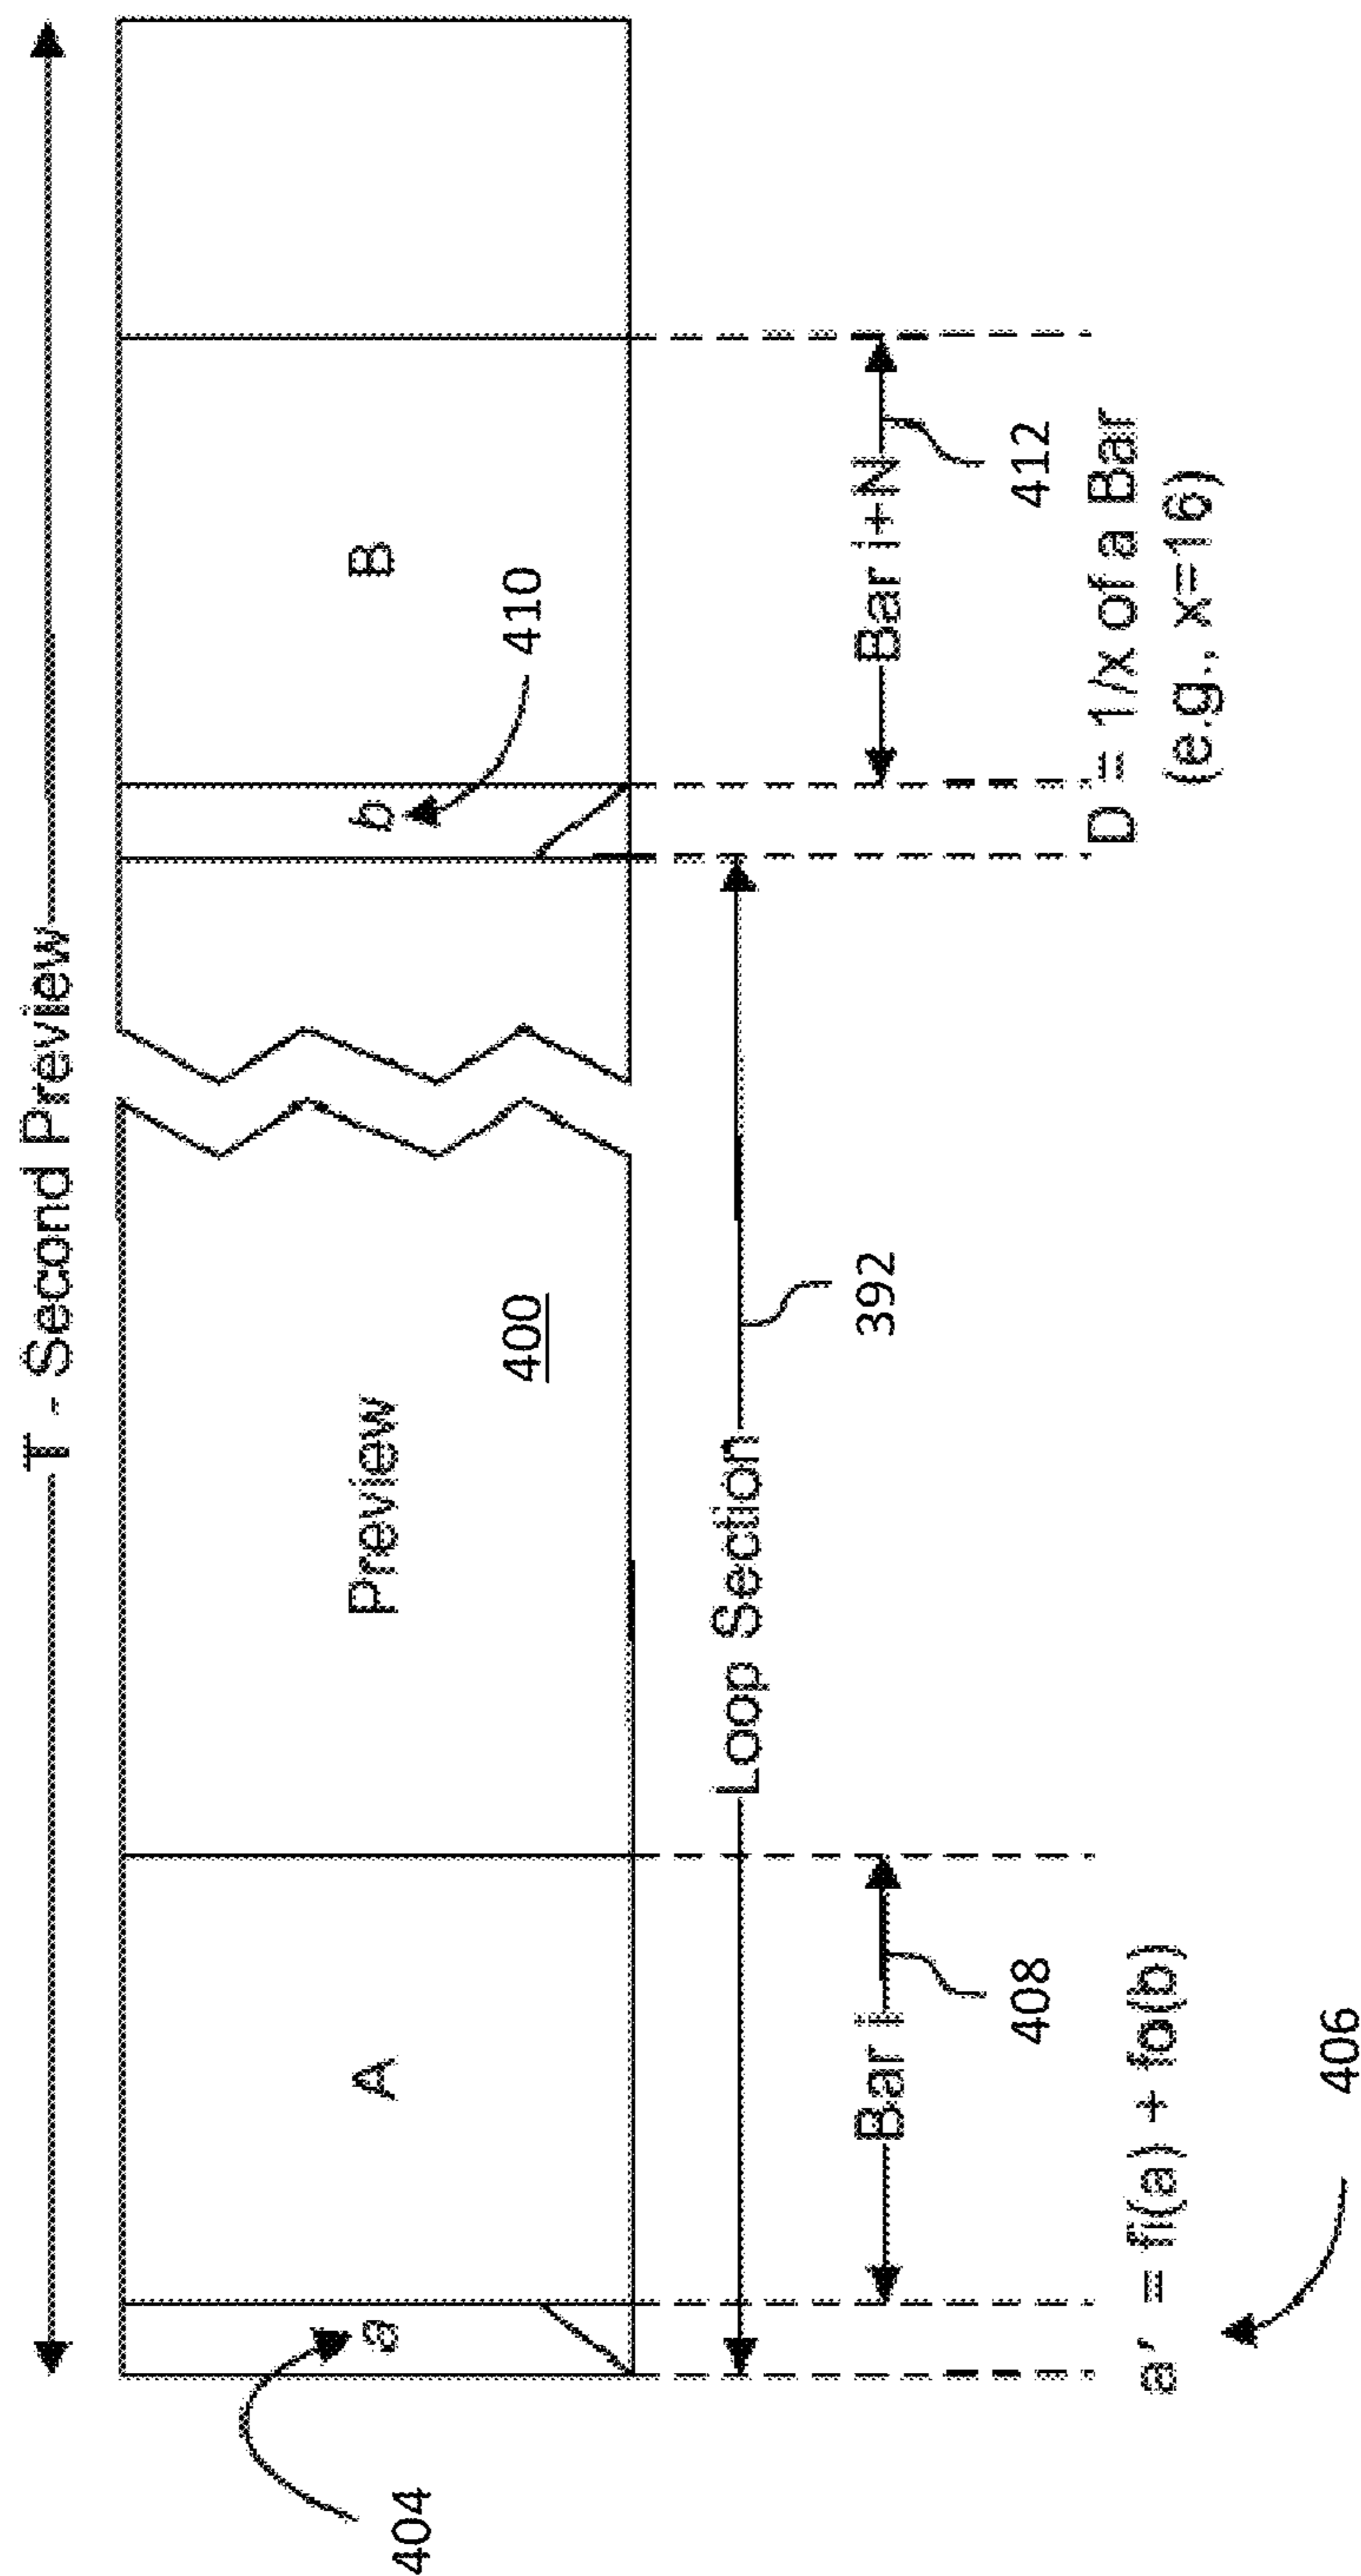 T - Second Preview
404
a
A
Preview
400
b
410
B
Loop Section
392
Bar i
408
Bar i+N
412
a' = fi(a) + fo(b)
406
D = 1/x of a Bar
(e.g., x=16)